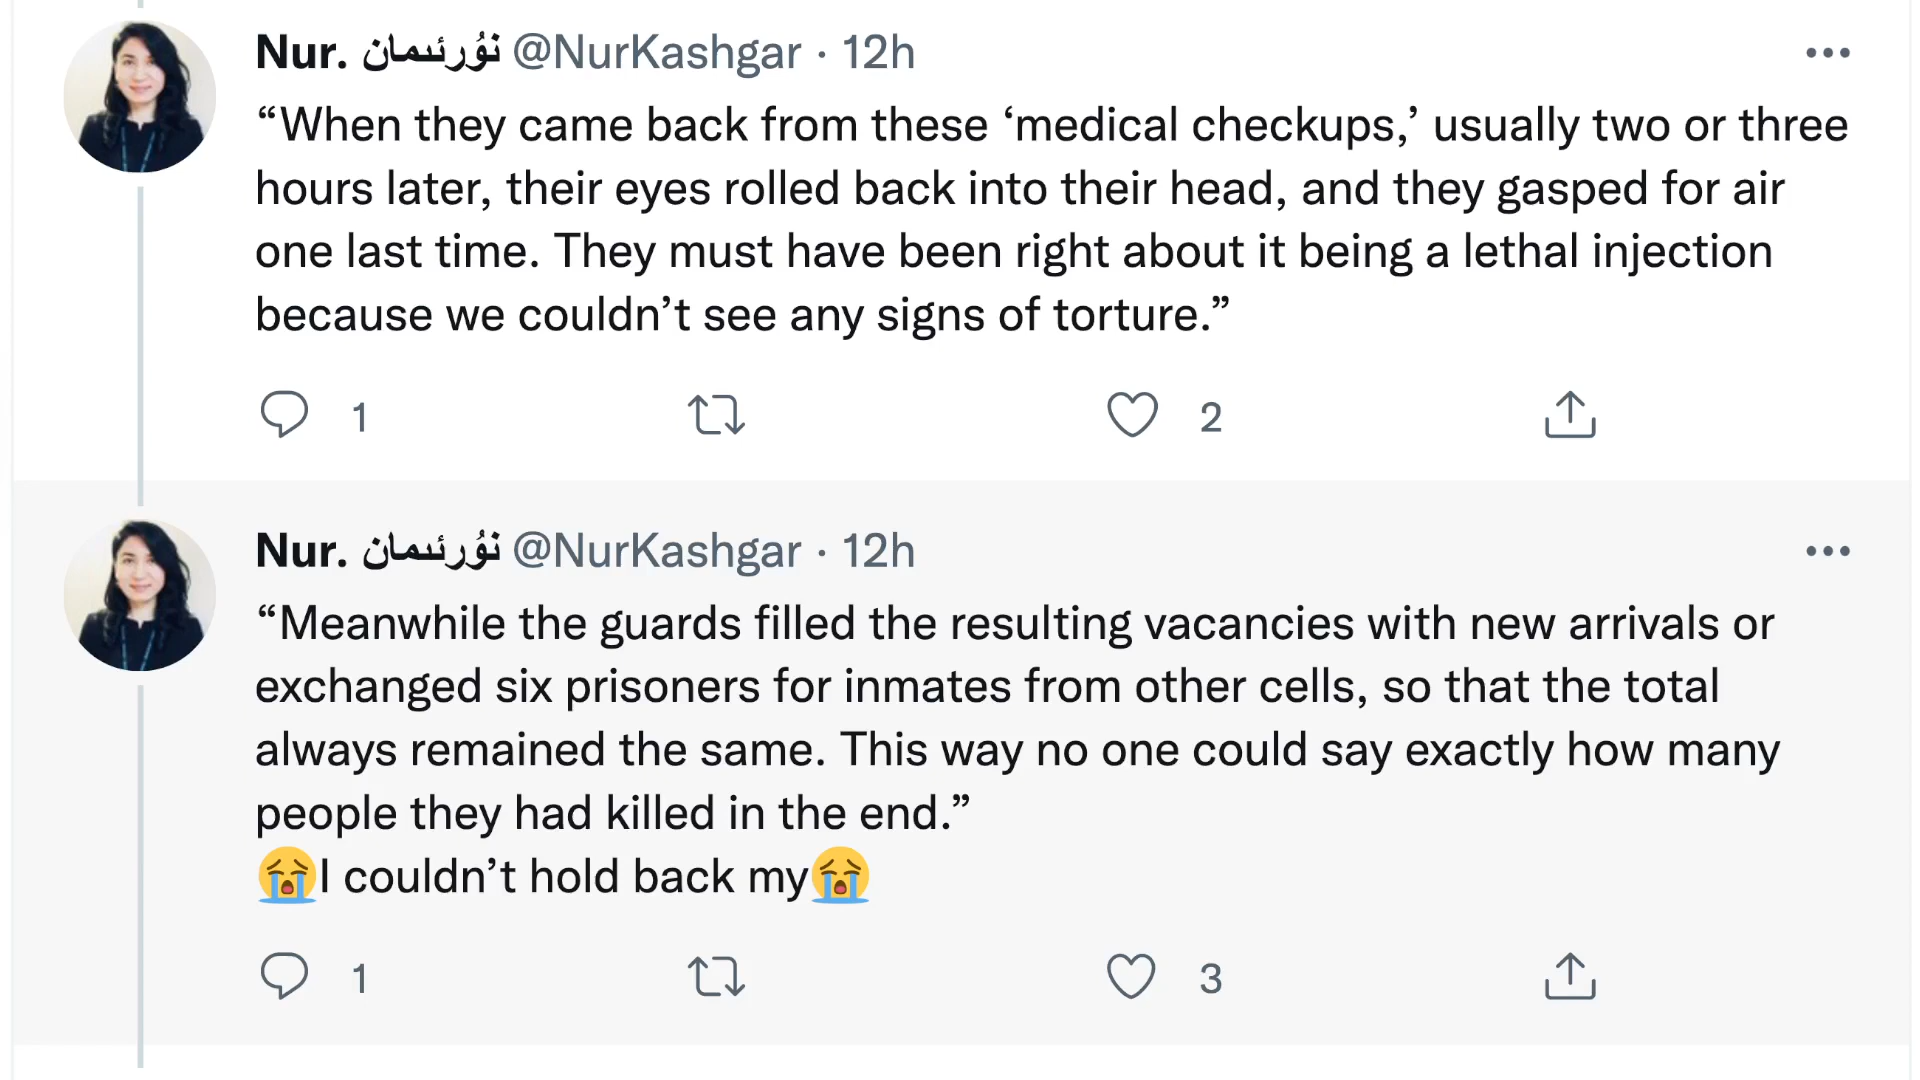 Nur. نۇرئىمان @NurKashgar · 12h
“When they came back from these ‘medical checkups,’ usually two or three
hours later, their eyes rolled back into their head, and they gasped for air
one last time. They must have been right about it being a lethal injection
because we couldn’t see any signs of torture.”
1 2
Nur. نۇرئىمان @NurKashgar · 12h
“Meanwhile the guards filled the resulting vacancies with new arrivals or
exchanged six prisoners for inmates from other cells, so that the total
always remained the same. This way no one could say exactly how many
people they had killed in the end.”
😭I couldn’t hold back my😭
1 3